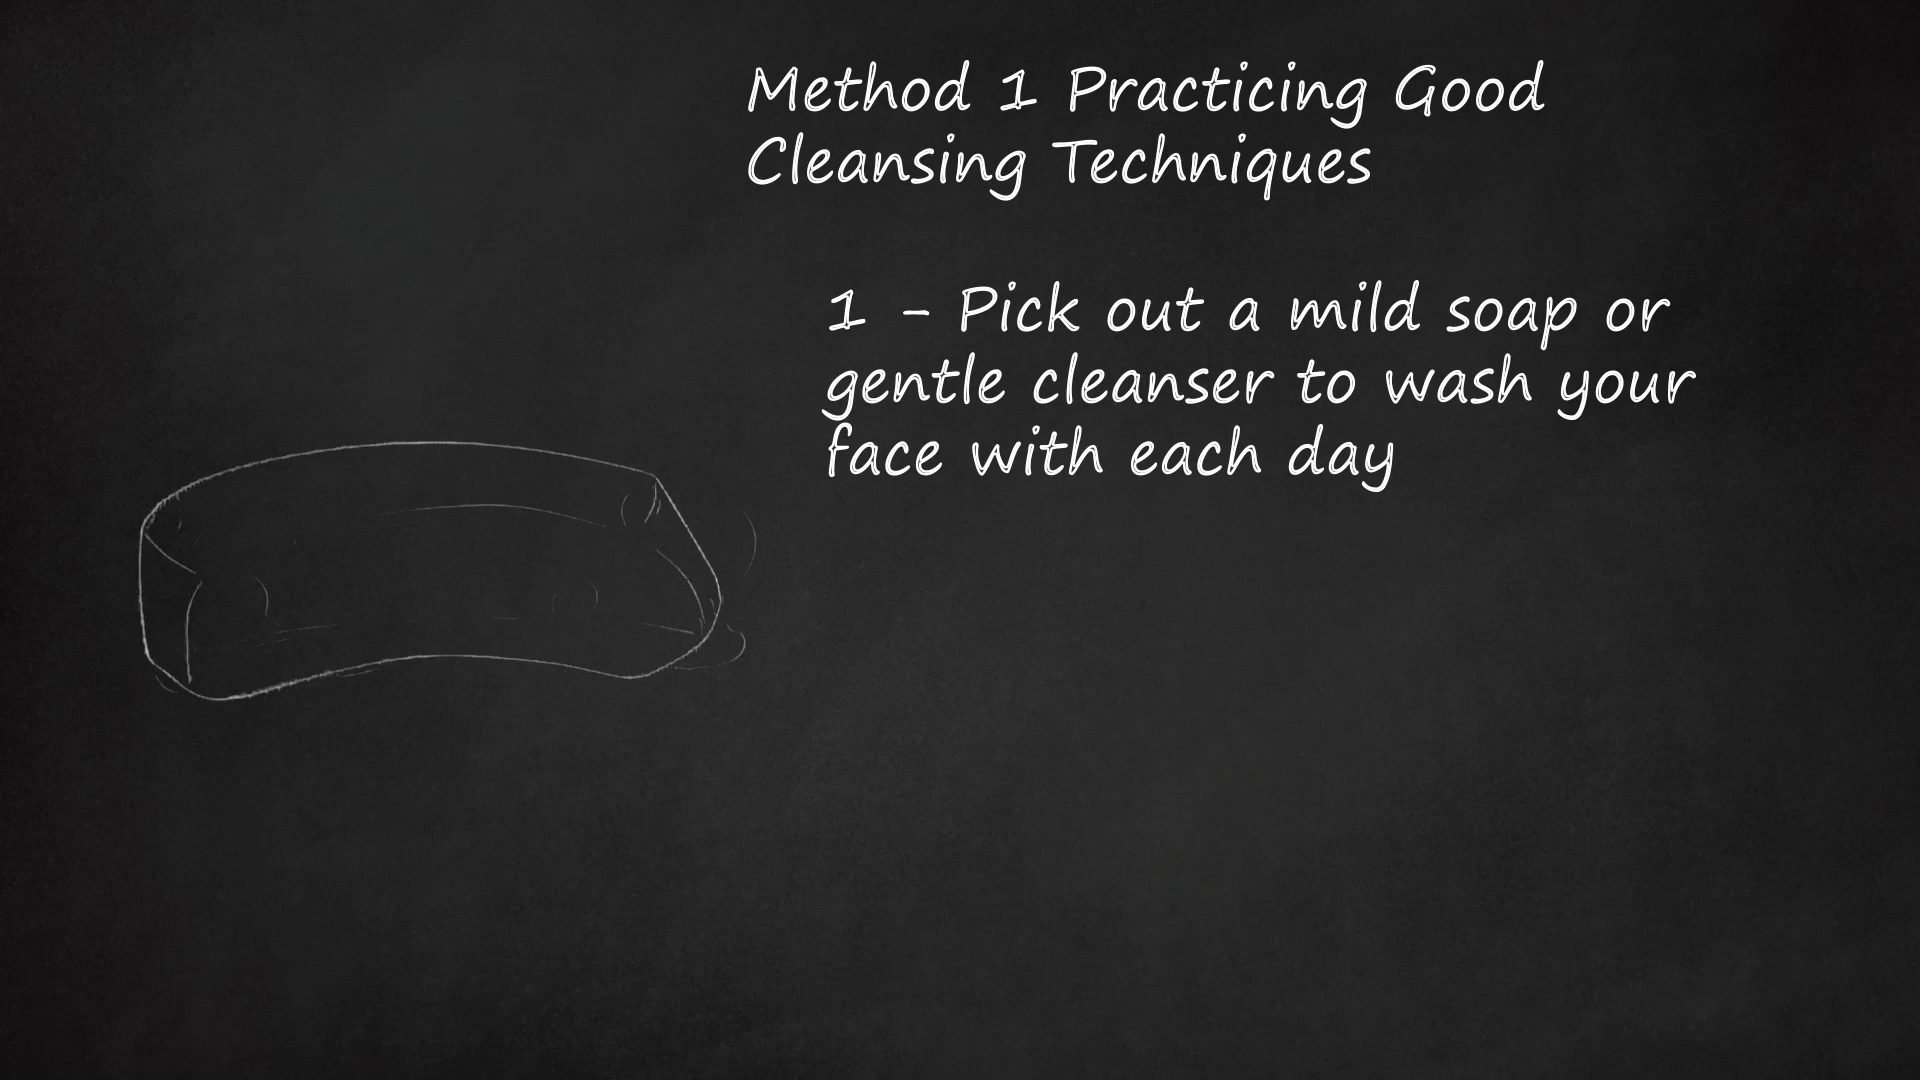 Method 1 Practicing Good
Cleansing Techniques
1 - Pick out a mild soap or
gentle cleanser to wash your
face with each day